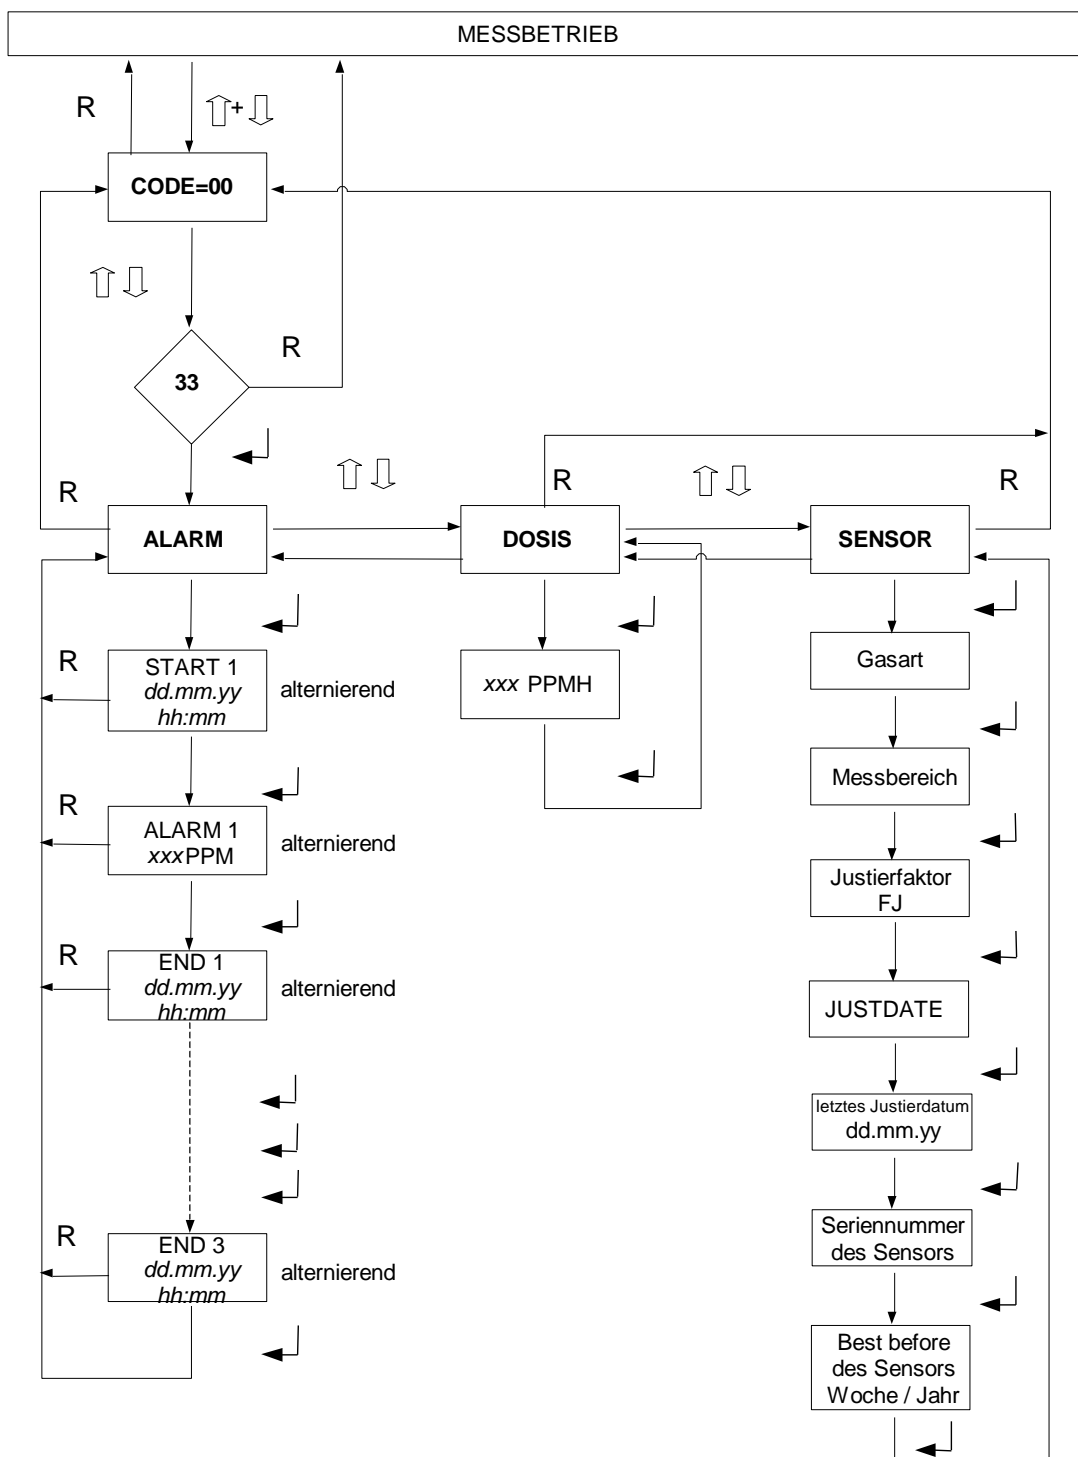 MESSBETRIEB
R
+
CODE=00
33
R
R
R
R
ALARM
DOSIS
SENSOR
R
START 1
dd.mm.yy
hh:mm
alternierend
R
ALARM 1
xxxPPM
alternierend
R
END 1
dd.mm.yy
hh:mm
alternierend
R
END 3
dd.mm.yy
hh:mm
alternierend
xxx PPMH
Gasart
Messbereich
Justierfaktor
FJ
JUSTDATE
letztes Justierdatum
dd.mm.yy
Seriennummer
des Sensors
Best before
des Sensors
Woche / Jahr